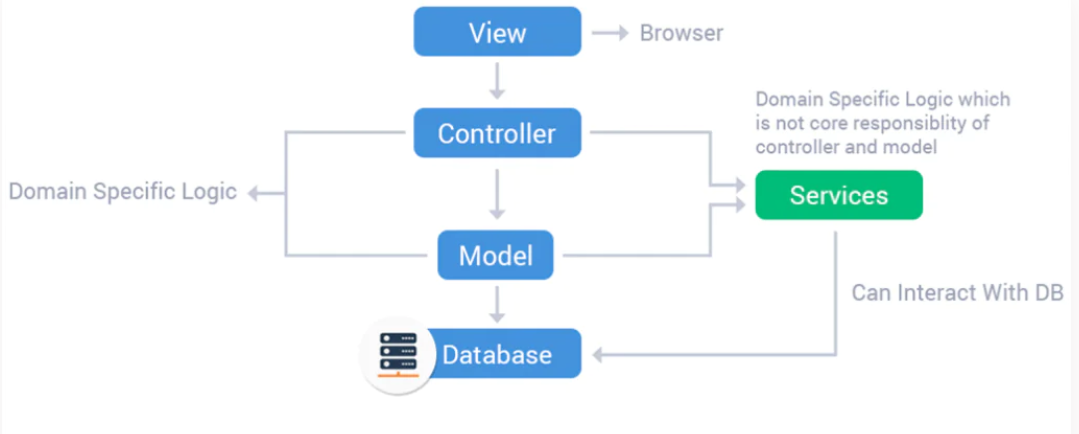 View
Browser
Controller
Domain Specific Logic which
is not core responsiblity of
controller and model
Domain Specific Logic
Services
Model
Can Interact With DB
Database